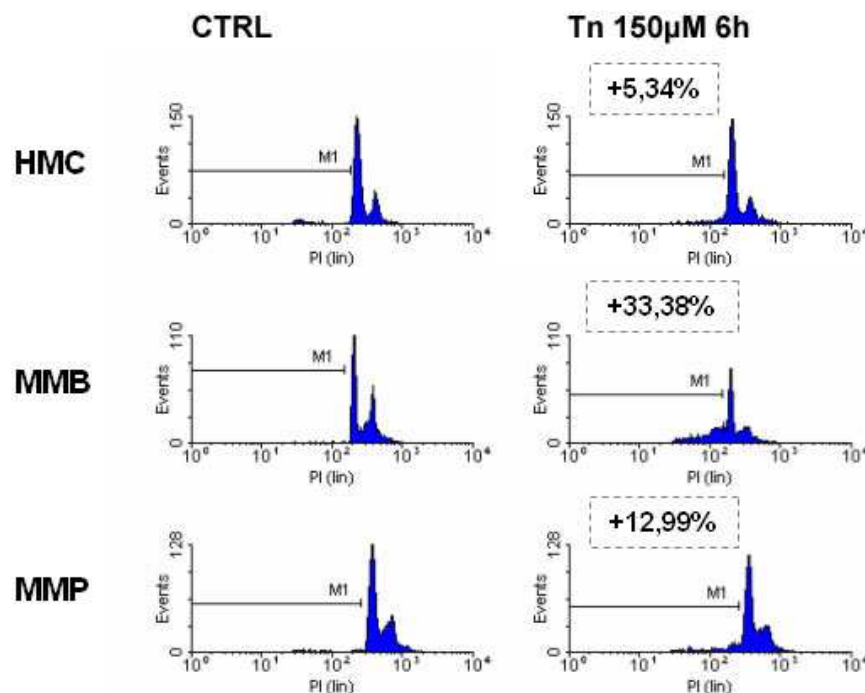 CTRL
Tn 150µM 6h
HMC
150
Events
0
M1
10⁰ 10¹ 10² 10³ 10⁴
PI (lin)
+5,34%
150
Events
0
M1
10⁰ 10¹ 10² 10³ 10⁴
PI (lin)
MMB
110
Events
0
M1
10⁰ 10¹ 10² 10³ 10⁴
PI (lin)
+33,38%
110
Events
0
M1
10⁰ 10¹ 10² 10³ 10⁴
PI (lin)
MMP
128
Events
0
M1
10⁰ 10¹ 10² 10³ 10⁴
PI (lin)
+12,99%
128
Events
0
M1
10⁰ 10¹ 10² 10³ 10⁴
PI (lin)